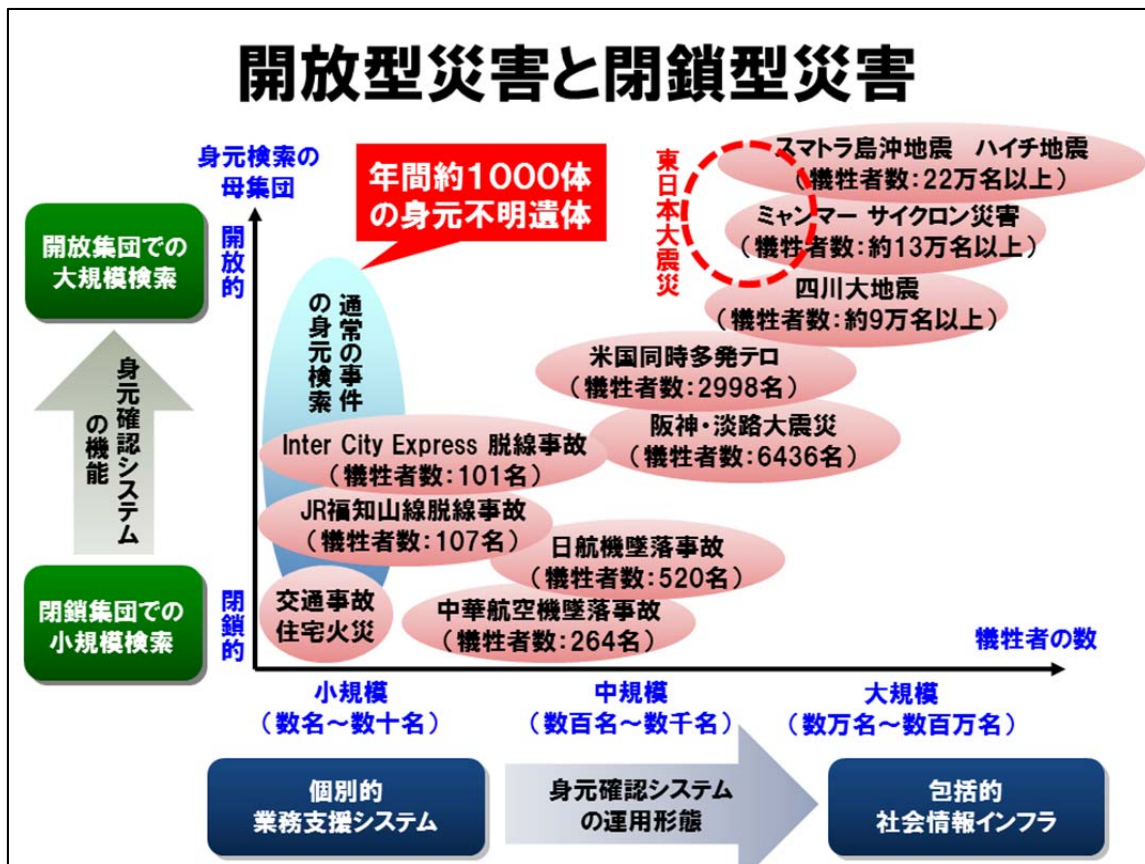 開放型災害と閉鎖型災害
身元検索の
母集団
年間約1000体
の身元不明遺体
東日本大震災
スマトラ島沖地震 ハイチ地震
(犠牲者数:22万名以上)
ミャンマー サイクロン災害
(犠牲者数:約13万名以上)
四川大地震
(犠牲者数:約9万名以上)
開放集団での
大規模検索
開放的
通常の事件
の身元検索
米国同時多発テロ
(犠牲者数:2998名)
阪神・淡路大震災
(犠牲者数:6436名)
身元確認システム
の機能
Inter City Express 脱線事故
(犠牲者数:101名)
JR福知山線脱線事故
(犠牲者数:107名)
日航機墜落事故
(犠牲者数:520名)
閉鎖集団での
小規模検索
閉鎖的
交通事故
住宅火災
中華航空機墜落事故
(犠牲者数:264名)
犠牲者の数
小規模
(数名〜数十名)
中規模
(数百名〜数千名)
大規模
(数万名〜数百万名)
個別的
業務支援システム
身元確認システム
の運用形態
包括的
社会情報インフラ